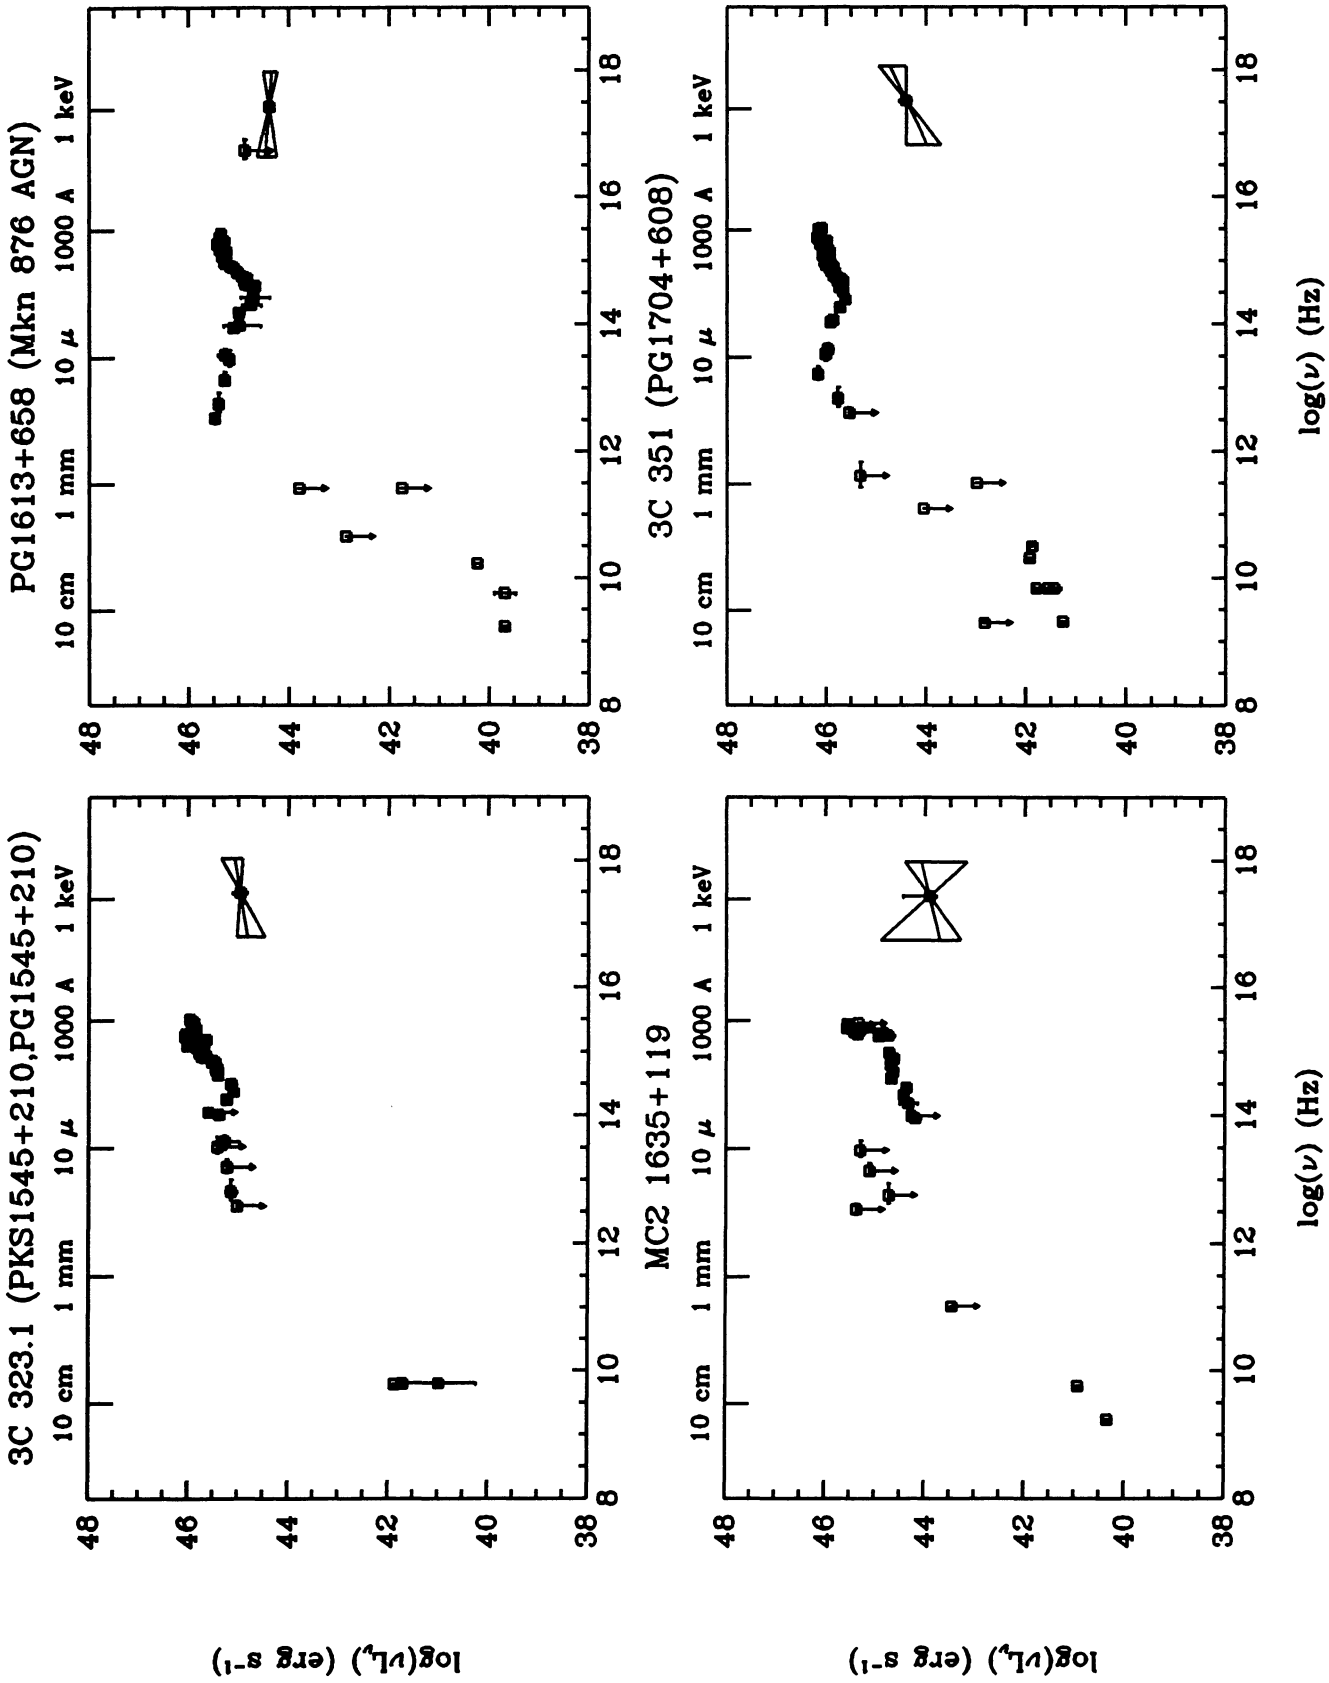 3C 323.1 (PKS1545+210,PG1545+210)
10 cm 1 mm 10 μ 1000 A 1 keV
48
46
44
42
40
38
8 10 12 14 16 18
PG1613+658 (Mkn 876 AGN)
10 cm 1 mm 10 μ 1000 A 1 keV
48
46
44
42
40
38
8 10 12 14 16 18
log(νLᵥ) (erg s⁻¹)
MC2 1635+119
10 cm 1 mm 10 μ 1000 A 1 keV
48
46
44
42
40
38
8 10 12 14 16 18
log(ν) (Hz)
3C 351 (PG1704+608)
10 cm 1 mm 10 μ 1000 A 1 keV
48
46
44
42
40
38
8 10 12 14 16 18
log(ν) (Hz)
log(νLᵥ) (erg s⁻¹)